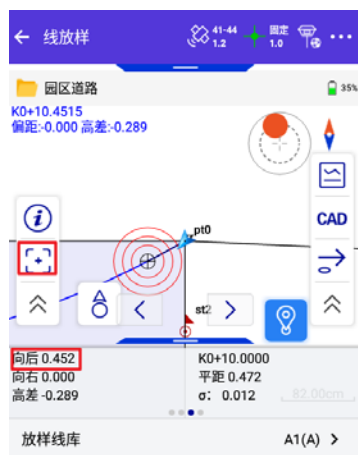 线放样
41-44
1.2
固定
1.0
园区道路
35%
K0+10.4515
偏距:-0.000 高差:-0.289
pt0
CAD
st2
向后 0.452
K0+10.0000
向右 0.000
平距 0.472
高差 -0.289
σ: 0.012
82.00cm
放样线库
A1(A)